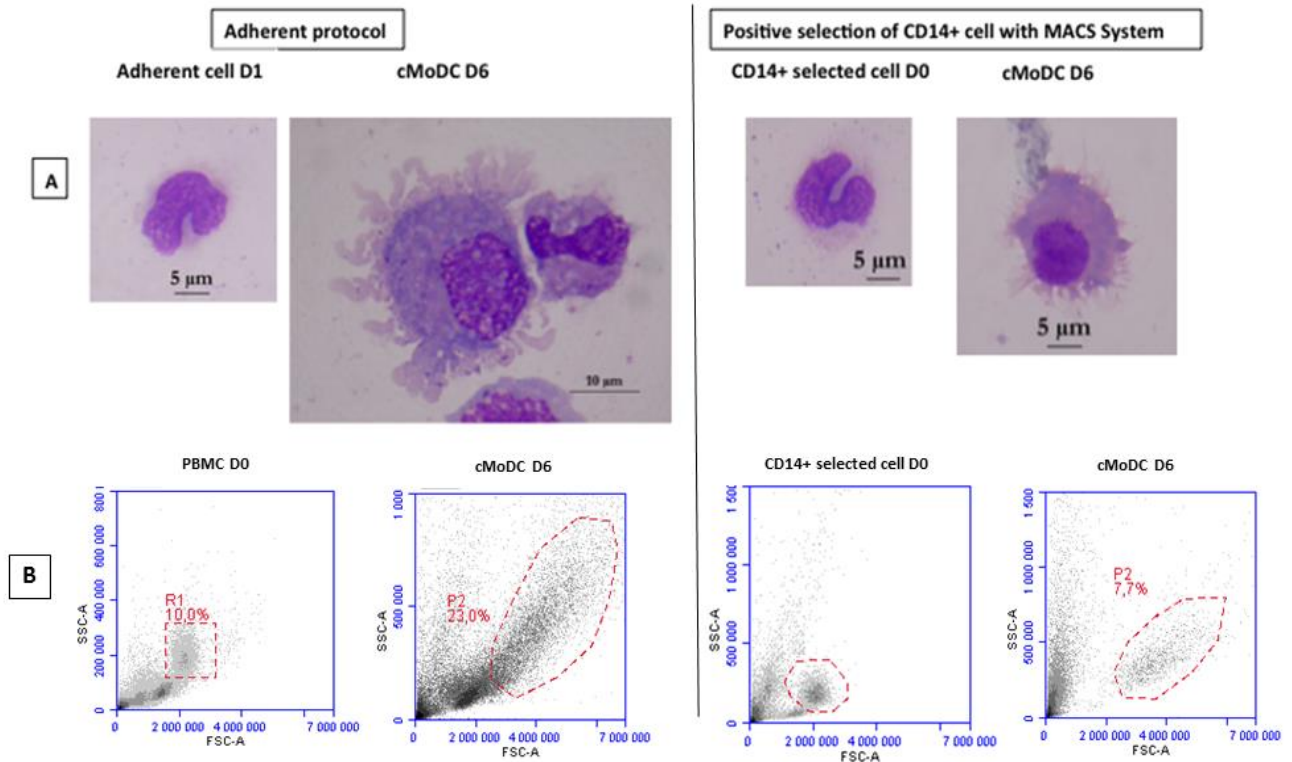 Adherent protocol
Positive selection of CD14+ cell with MACS System
Adherent cell D1
cMoDC D6
CD14+ selected cell D0
cMoDC D6
A
5 µm
10 µm
5 µm
5 µm
B
PBMC D0
cMoDC D6
CD14+ selected cell D0
cMoDC D6
800 (
600 000
400 000
200 000
0
SSC-A
R1
10,0%
0
2 000 000
4 000 000
7 000 000
FSC-A
1 000
500 000
0
SSC-A
P2
23,0%
0
2 000 000
4 000 000
7 000 000
FSC-A
1 50
1 000 000
500 000
0
SSC-A
0
2 000 000
4 000 000
7 000 000
FSC-A
1 500
1 000 000
500 000
0
SSC-A
P2
7,7%
0
2 000 000
4 000 000
7 000 000
FSC-A